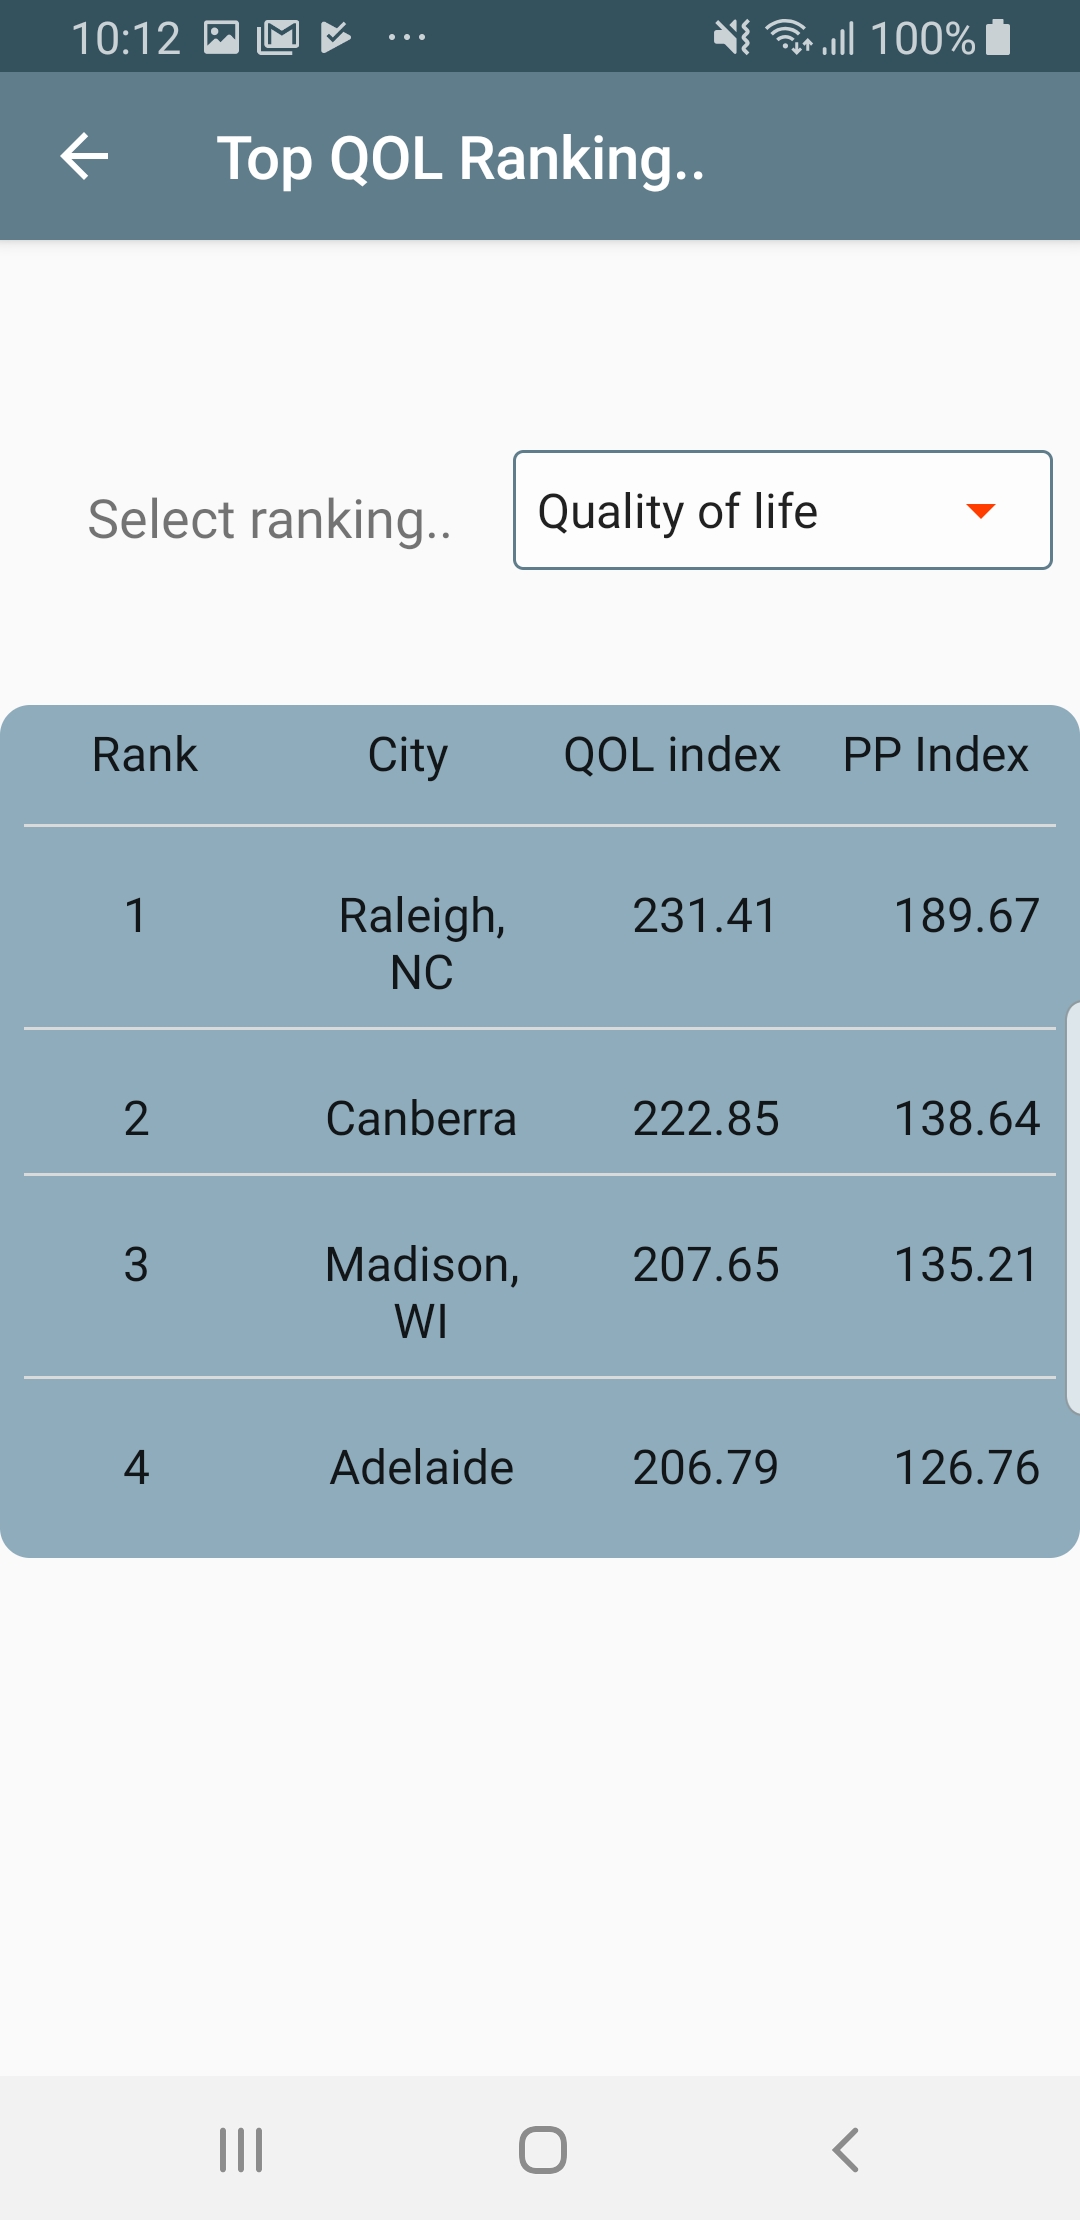 10:12 100%
Top QOL Ranking..
Select ranking.. Quality of life
Rank City QOL index PP Index
1 Raleigh, 231.41 189.67
NC
2 Canberra 222.85 138.64
3 Madison, 207.65 135.21
WI
4 Adelaide 206.79 126.76